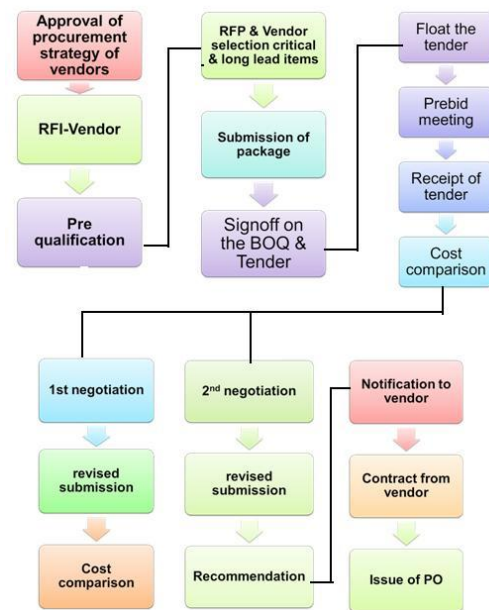 Approval of
procurement
strategy of
vendors
RFI-Vendor
Pre
qualification
RFP & Vendor
selection critical
& long lead items
Submission of
package
Signoff on
the BOQ &
Tender
Float the
tender
Prebid
meeting
Receipt of
tender
Cost
comparison
1st negotiation
revised
submission
Cost
comparison
2nd negotiation
revised
submission
Recommendation
Notification to
vendor
Contract from
vendor
Issue of PO